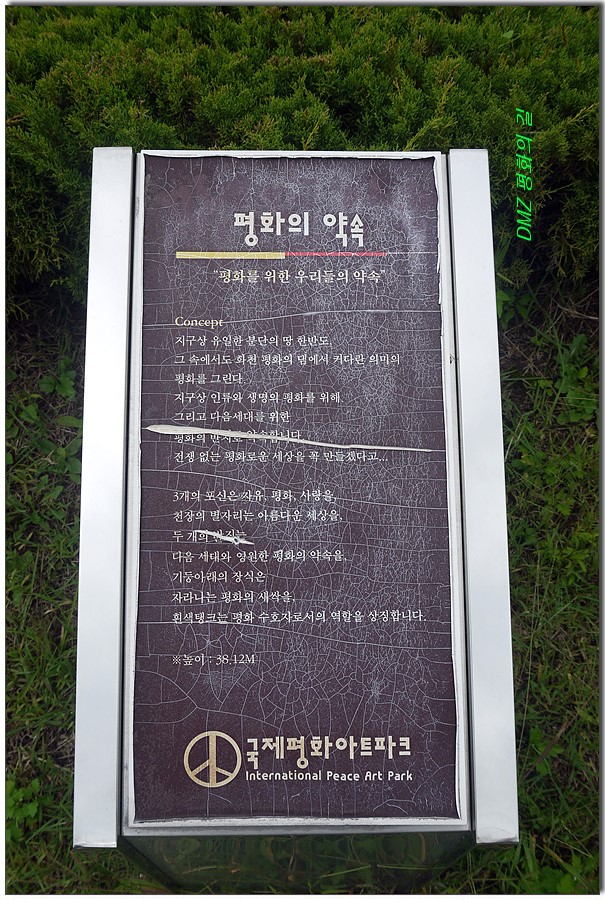 평화의 약속
"평화를 위한 우리들의 약속"
Concept
지구상 유일한 분단의 땅 한반도,
그 속에서도 화천 평화의 댐에서 커다란 의미의
평화를 그린다.
지구상 인류와 생명의 평화를 위해,
그리고 다음세대를 위한
평화의 반지로 약속합니다.
전쟁 없는 평화로운 세상을 꼭 만들겠다고...
3개의 포신은 자유, 평화, 사랑을,
천장의 별자리는 아름다운 세상을,
두 개의
다음 세대와 영원한 평화의 약속을,
기둥아래의 장식은
자라나는 평화의 새싹을,
흰색탱크는 평화 수호자로서의 역할을 상징합니다.
※높이 : 38.12M
국제평화아트파크
International Peace Art Park
DMZ 평화의 길